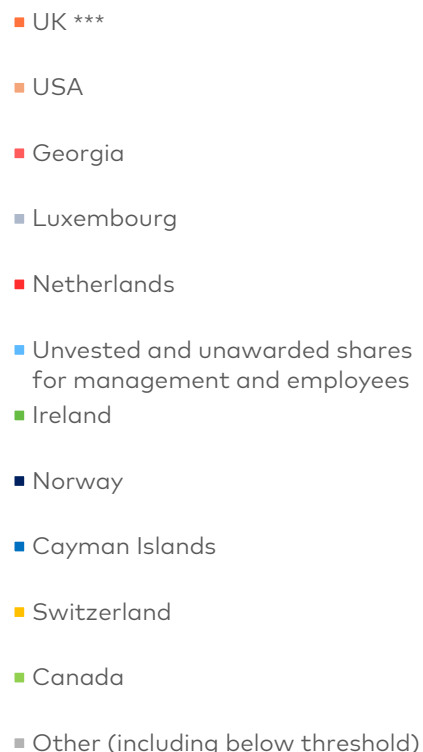 UK ***
USA
Georgia
Luxembourg
Netherlands
Unvested and unawarded shares
for management and employees
Ireland
Norway
Cayman Islands
Switzerland
Canada
Other (including below threshold)